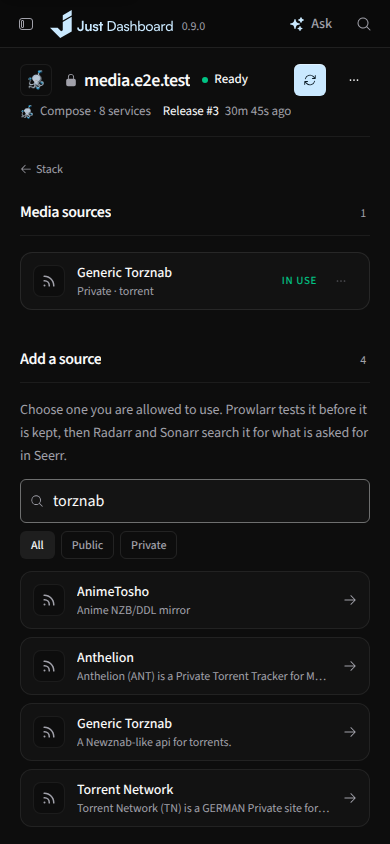 Just Dashboard 0.9.0 Ask
media.e2e.test Ready
Compose · 8 services Release #3 30m 45s ago
← Stack
Media sources 1
Generic Torznab
Private · torrent
IN USE
Add a source 4
Choose one you are allowed to use. Prowlarr tests it before it
is kept, then Radarr and Sonarr search it for what is asked for
in Seerr.
torznab
All Public Private
AnimeTosho
Anime NZB/DDL mirror
Anthelion
Anthelion (ANT) is a Private Torrent Tracker for M...
Generic Torznab
A Newznab-like api for torrents.
Torrent Network
Torrent Network (TN) is a GERMAN Private site for...